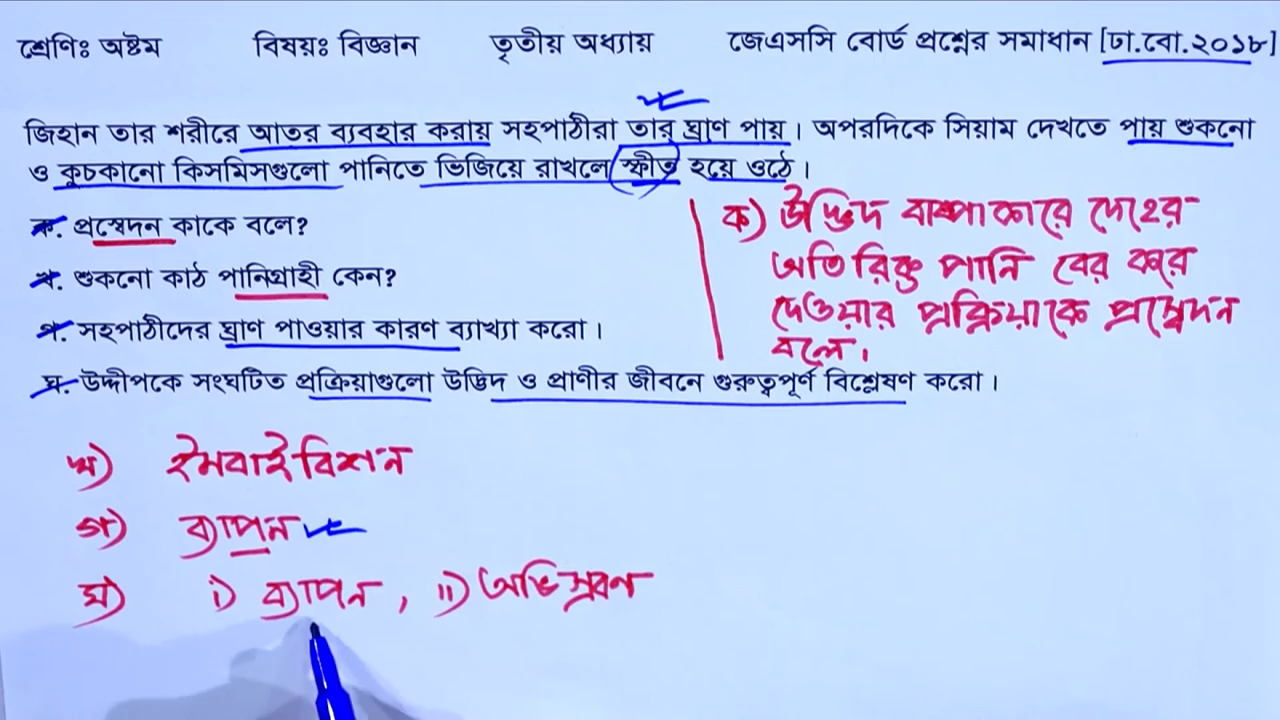 শ্রেণিঃ অষ্টম বিষয়ঃ বিজ্ঞান তৃতীয় অধ্যায় জেএসসি বোর্ড প্রশ্নের সমাধান [ঢা.বো.২০১৮]
জিহান তার শরীরে আতর ব্যবহার করায় সহপাঠীরা তার ঘ্রাণ পায়। অপরদিকে সিয়াম দেখতে পায় শুকনো
ও কুচকানো কিসমিসগুলো পানিতে ভিজিয়ে রাখলে স্ফীত হয়ে ওঠে।
ক. প্রস্বেদন কাকে বলে?
খ. শুকনো কাঠ পানিগ্রাহী কেন?
গ. সহপাঠীদের ঘ্রাণ পাওয়ার কারণ ব্যাখ্যা করো।
ঘ. উদ্দীপকে সংঘটিত প্রক্রিয়াগুলো উদ্ভিদ ও প্রাণীর জীবনে গুরুত্বপূর্ণ বিশ্লেষণ করো।
ক) উদ্ভিদ বাষ্পাকারে দেহের
অতিরিক্ত পানি বের করে
দেওয়ার প্রক্রিয়াকে প্রস্বেদন
বলে।
খ) ইমবাইবিশন
গ) ব্যাপন
ঘ) i) ব্যাপন, ii) অভিস্রবণ